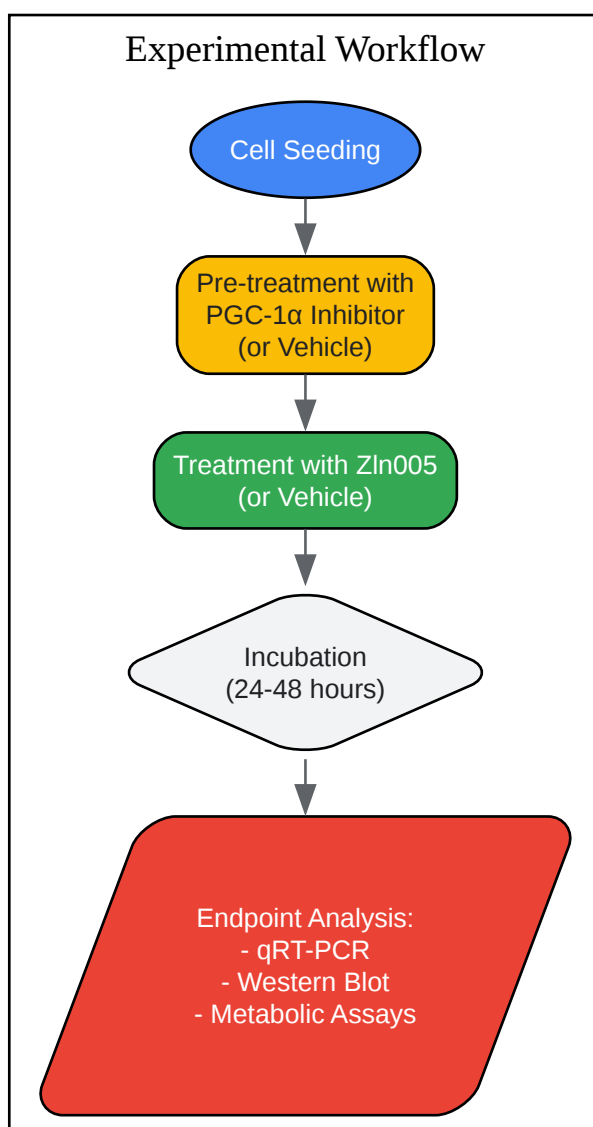 Experimental Workflow
Cell Seeding
Pre-treatment with
PGC-1α Inhibitor
(or Vehicle)
Treatment with Zln005
(or Vehicle)
Incubation
(24-48 hours)
Endpoint Analysis:
- qRT-PCR
- Western Blot
- Metabolic Assays